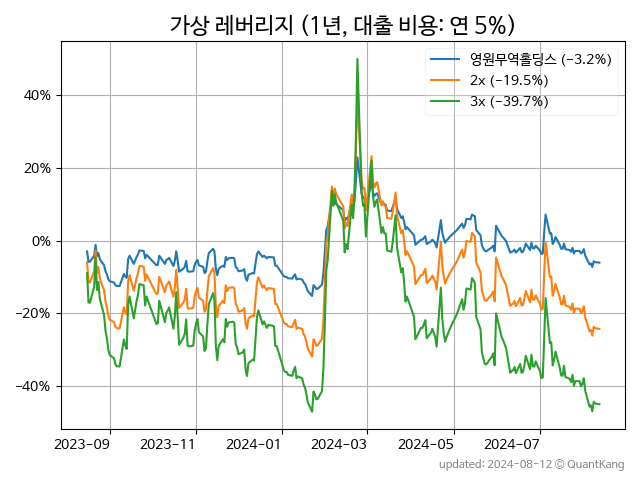 가상 레버리지 (1년, 대출 비용: 연 5%)
영원무역홀딩스 (−3.2%)
2x (−19.5%)
3x (−39.7%)
40%
20%
0%
−20%
−40%
2023-09
2023-11
2024-01
2024-03
2024-05
2024-07
updated: 2024-08-12 © QuantKang